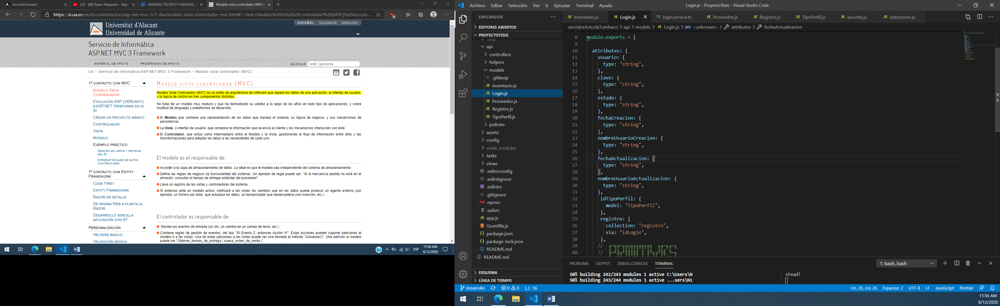 AvicolaTumbaco
(80) Rauw Alejandro - Algo
MANUAL TECNICO Y MANUAL D
Modelo vista controlador (MVC).
https://si.ua.es/es/documentacion/asp-net-mvc-3/1-dia/modelo-vista-controlador-mvc.html#:~:text=Modelo%20Vista%20Controlador%20(MVC)%20es,cont...
2
ESPAÑOL | VALENCIÀ | ENGLISH
Universitat d'Alacant
Universidad de Alicante
Servicio de Informática
ASP.NET MVC 3 Framework
MATERIAL DE APOYO
PROGRAMAS DE APOYO
BUSCAR
web | persona
UA > Servicio de Informática ASP.NET MVC 3 Framework > Modelo vista controlador (MVC)
1º CONTACTO CON MVC
MODELO VISTA
CONTROLADOR
EVOLUCIÓN ASP (VBSCRIPT)
A ASP.NET WEBFORMS EN EL
SI
CREAR UN PROYECTO BÁSICO
CONTROLADOR
VISTA
MODELO
EJEMPLO PRÁCTICO
GESTIÓN DE LIBROS Y REVISTAS
DEL SI
INTEGRAR EN BASE DE DATOS
CON ORACLEDB
1º CONTACTO CON ENTITY
FRAMEWORK
CODE FIRST
ENTITY FRAMEWORK
RAZOR EN DETALLE
DE PÁGINA WEB A PLANTILLA
RAZOR
DESARROLLO SENCILLA
APLICACIÓN CON EF
PERSONALIZACIÓN
HELPERS BÁSICO
VALIDACIÓN BÁSICA
MODELO VISTA CONTROLADOR (MVC)
Modelo Vista Controlador (MVC) es un estilo de arquitectura de software que separa los datos de una aplicación, la interfaz de usuario,
y la lógica de control en tres componentes distintos.
Se trata de un modelo muy maduro y que ha demostrado su validez a lo largo de los años en todo tipo de aplicaciones, y sobre
multitud de lenguajes y plataformas de desarrollo.
El Modelo que contiene una representación de los datos que maneja el sistema, su lógica de negocio, y sus mecanismos de
persistencia.
La Vista, o interfaz de usuario, que compone la información que se envía al cliente y los mecanismos interacción con éste.
El Controlador, que actúa como intermediario entre el Modelo y la Vista, gestionando el flujo de información entre ellos y las
transformaciones para adaptar los datos a las necesidades de cada uno.
El modelo es el responsable de:
Acceder a la capa de almacenamiento de datos. Lo ideal es que el modelo sea independiente del sistema de almacenamiento.
Define las reglas de negocio (la funcionalidad del sistema). Un ejemplo de regla puede ser: "Si la mercancía pedida no está en el
almacén, consultar el tiempo de entrega estándar del proveedor".
Lleva un registro de las vistas y controladores del sistema.
Si estamos ante un modelo activo, notificará a las vistas los cambios que en los datos pueda producir un agente externo (por
ejemplo, un fichero por lotes que actualiza los datos, un temporizador que desencadena una inserción, etc.).
El controlador es responsable de:
Recibe los eventos de entrada (un clic, un cambio en un campo de texto, etc.).
Contiene reglas de gestión de eventos, del tipo "SI Evento Z, entonces Acción W". Estas acciones pueden suponer peticiones al
modelo o a las vistas. Una de estas peticiones a las vistas puede ser una llamada al método "Actualizar()". Una petición al modelo
puede ser "Obtener_tiempo_de_entrega ( nueva_orden_de_venta )".
ESP
11:56 AM
8/12/2020
Archivo Editar Selección Ver Ir Ejecutar Terminal Ayuda
Login.js - ProyectoTesis - Visual Studio Code
EXPLORADOR
EDITORES ABIERTOS
PROYECTOTESIS
.tmp
api
controllers
helpers
models
.gitkeep
JS Inventario.js
JS Login.js
JS Proveedor.js
JS Registro.js
JS TipoPerfil.js
policies
assets
config
node_modules
tasks
views
.editorconfig
.eslintignore
.eslintrc
.gitignore
.npmrc
.sailsrc
JS app.js
Gruntfile.js
{} package.json
{} package-lock.json
README.md
README.md
ESQUEMA
LÍNEA DE TIEMPO
JS Inventario.js
JS Login.js
TS login.service.ts
JS Proveedor.js
JS Registro.js
JS TipoPerfil.js
JS security.js
JS datastores.js
servidorAvicolaTumbaco > api > models > JS Login.js > <unknown> > attributes > fechaActualizacion
8 module.exports = {
9
10 attributes: {
11 usuario: {
12 type: "string",
13 },
14 clave: {
15 type: "string",
16 },
17 estado: {
18 type: "string",
19 },
20 fechaCreacion: {
21 type: "string",
22 },
23 nombreUsuarioCreacion: {
24 type: "string",
25 },
26 fechaActualizacion: {
27 type: "string",
28 },
29 nombreUsuarioActualizacion: {
30 type: "string",
31 },
32 idTipoPerfil: {
33 model: "TipoPerfil",
34 },
35 registro: {
36 collection: "registro",
37 via: "idLogin",
38 },
39 //
40 //
PROBLEMS OUTPUT DEBUG CONSOLE TERMINAL
1: bash, bash
50% building 242/243 modules 1 active C:\Users\N
50% building 243/244 modules 1 active ...sers\Ni
stead!
desarrollo
0 0
{..} : 56
Lín. 26, col. 26
Espacios: 2
UTF-8
LF
JavaScript
Prettier
11:56 AM
8/12/2020